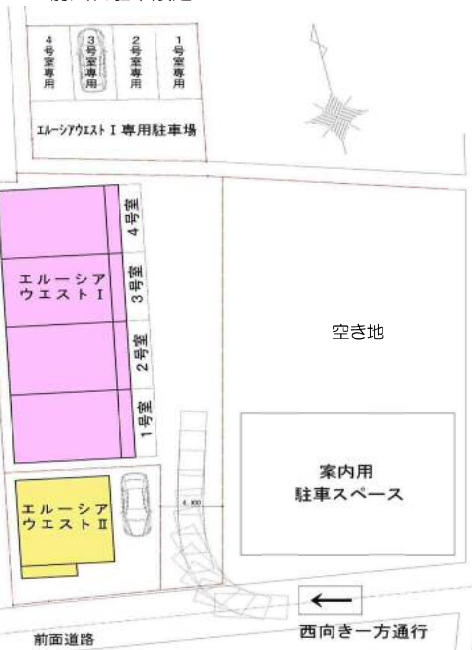 4号室専用
3号室専用
2号室専用
1号室専用
エルーシアウエストⅠ 専用駐車場
4号室
3号室
2号室
1号室
エルーシア
ウエストⅠ
空き地
案内用
駐車スペース
エルーシア
ウエストⅡ
前面道路
西向き一方通行